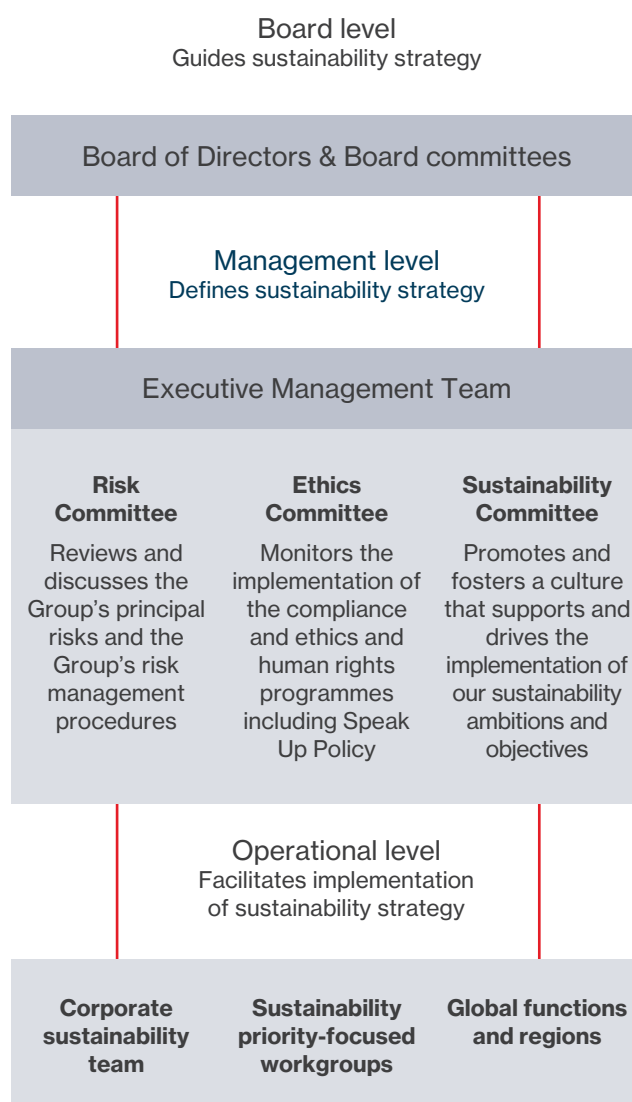 Board level
Guides sustainability strategy
Board of Directors & Board committees
Management level
Defines sustainability strategy
Executive Management Team
Risk
Committee
Reviews and
discusses the
Group's principal
risks and the
Group's risk
management
procedures
Ethics
Committee
Monitors the
implementation of
the compliance
and ethics and
human rights
programmes
including Speak
Up Policy
Sustainability
Committee
Promotes and
fosters a culture
that supports and
drives the
implementation of
our sustainability
ambitions and
objectives
Operational level
Facilitates implementation
of sustainability strategy
Corporate
sustainability
team
Sustainability
priority-focused
workgroups
Global functions
and regions